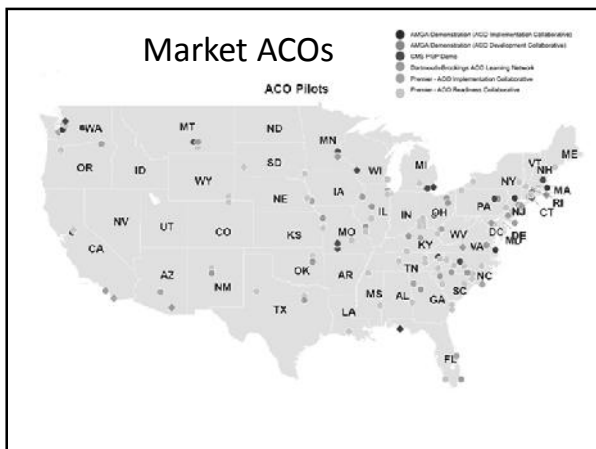 Market ACOs
AMGA/Demonstration (ACO Implementation Collaborative)
AMGA/Demonstration (ACO Development Collaborative)
CMS PGP Demo
Dartmouth-Brookings ACO Learning Network
Premier - ACO Implementation Collaborative
Premier - ACO Readiness Collaborative
ACO Pilots
WA MT ND MN ME
VT
OR ID SD WI MI NY NH
WY MA
RI
IA PA CT
NE NJ
NV UT IL IN OH
CO DE
CA KS MO WV DC MD
KY VA
AZ OK TN NC
NM AR
MS AL SC
GA
TX LA
FL